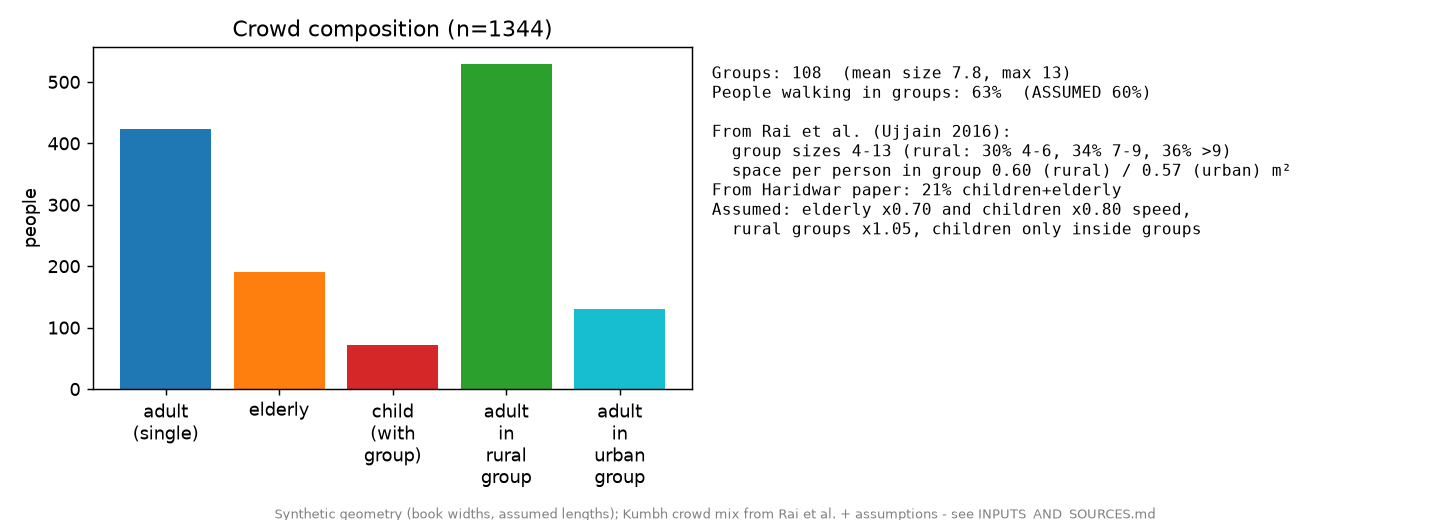 Crowd composition (n=1344)
people
500
400
300
200
100
0
adult
(single)
elderly
child
(with
group)
adult
in
rural
group
adult
in
urban
group
Groups: 108  (mean size 7.8, max 13)
People walking in groups: 63%  (ASSUMED 60%)
From Rai et al. (Ujjain 2016):
group sizes 4-13 (rural: 30% 4-6, 34% 7-9, 36% >9)
space per person in group 0.60 (rural) / 0.57 (urban) m²
From Haridwar paper: 21% children+elderly
Assumed: elderly x0.70 and children x0.80 speed,
rural groups x1.05, children only inside groups
Synthetic geometry (book widths, assumed lengths); Kumbh crowd mix from Rai et al. + assumptions - see INPUTS_AND_SOURCES.md